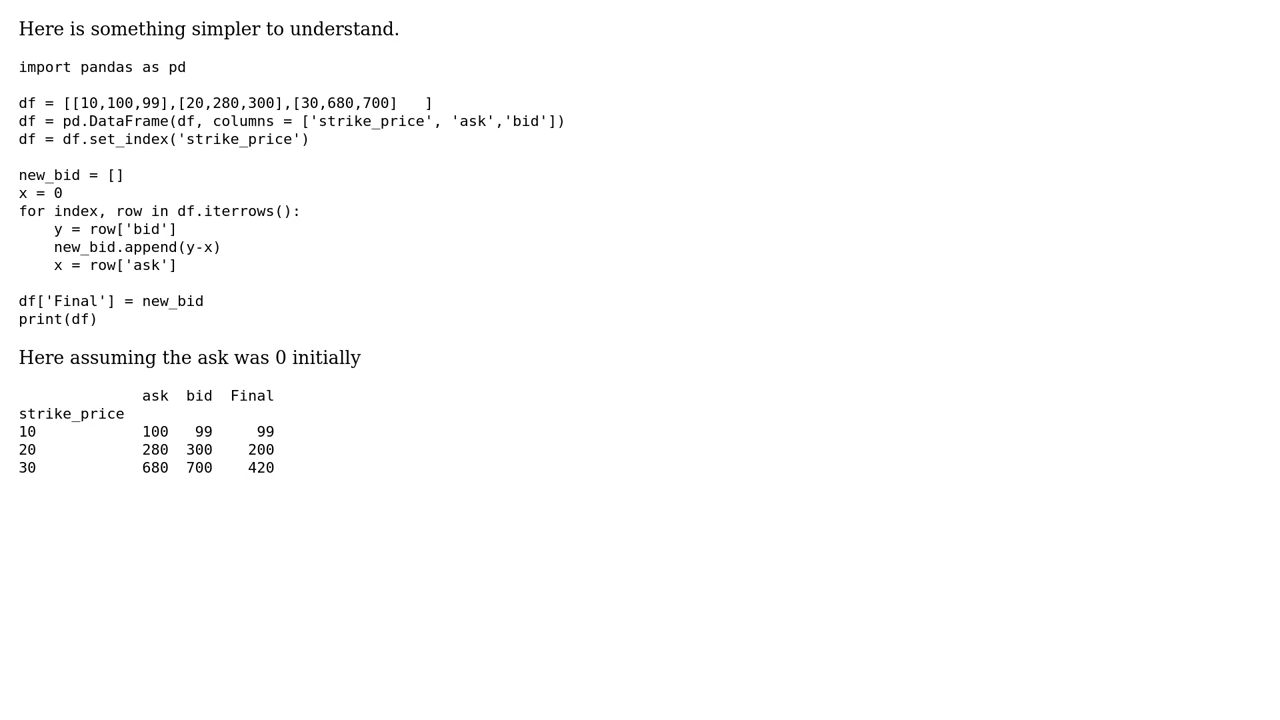 Here is something simpler to understand.
import pandas as pd
df = [[10,100,99],[20,280,300],[30,680,700]   ]
df = pd.DataFrame(df, columns = ['strike_price', 'ask','bid'])
df = df.set_index('strike_price')
new_bid = []
x = 0
for index, row in df.iterrows():
    y = row['bid']
    new_bid.append(y-x)
    x = row['ask']
df['Final'] = new_bid
print(df)
Here assuming the ask was 0 initially
              ask  bid  Final
strike_price
10            100   99     99
20            280  300    200
30            680  700    420